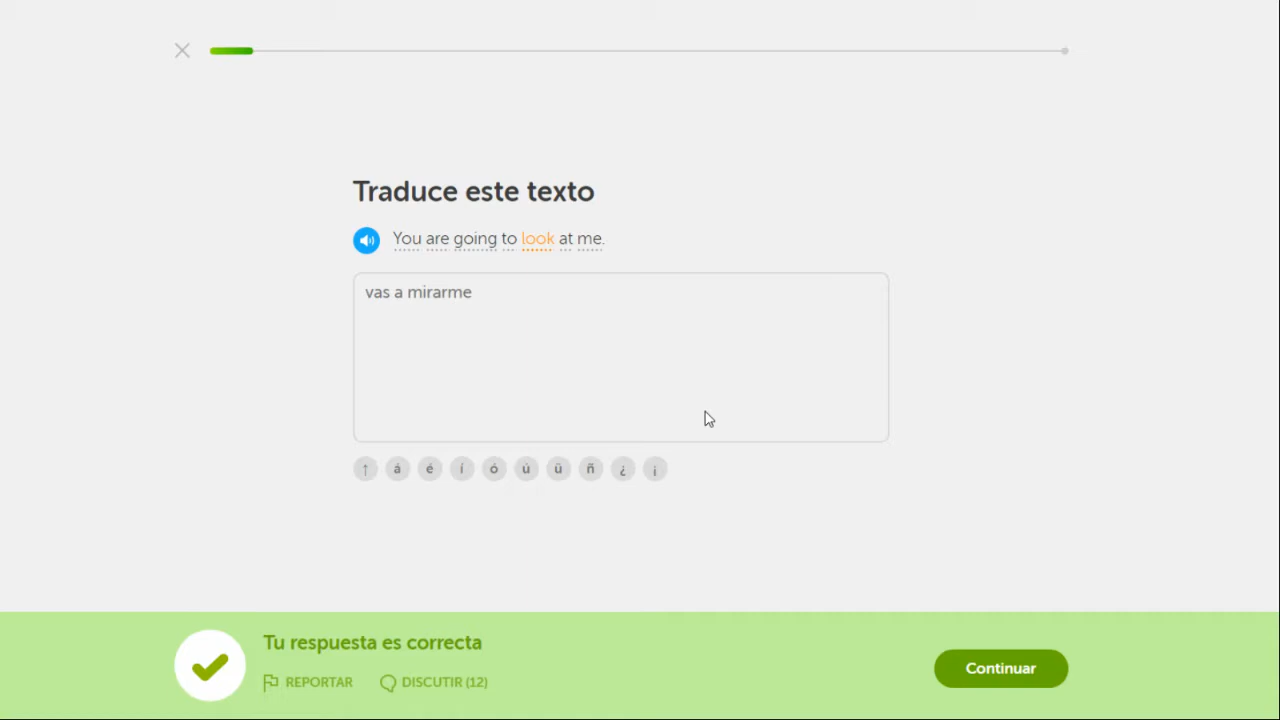 Traduce este texto
You are going to look at me.
vas a mirarme
↑ á é í ó ú ü ñ ¿ ¡
Tu respuesta es correcta
REPORTAR DISCUTIR (12)
Continuar